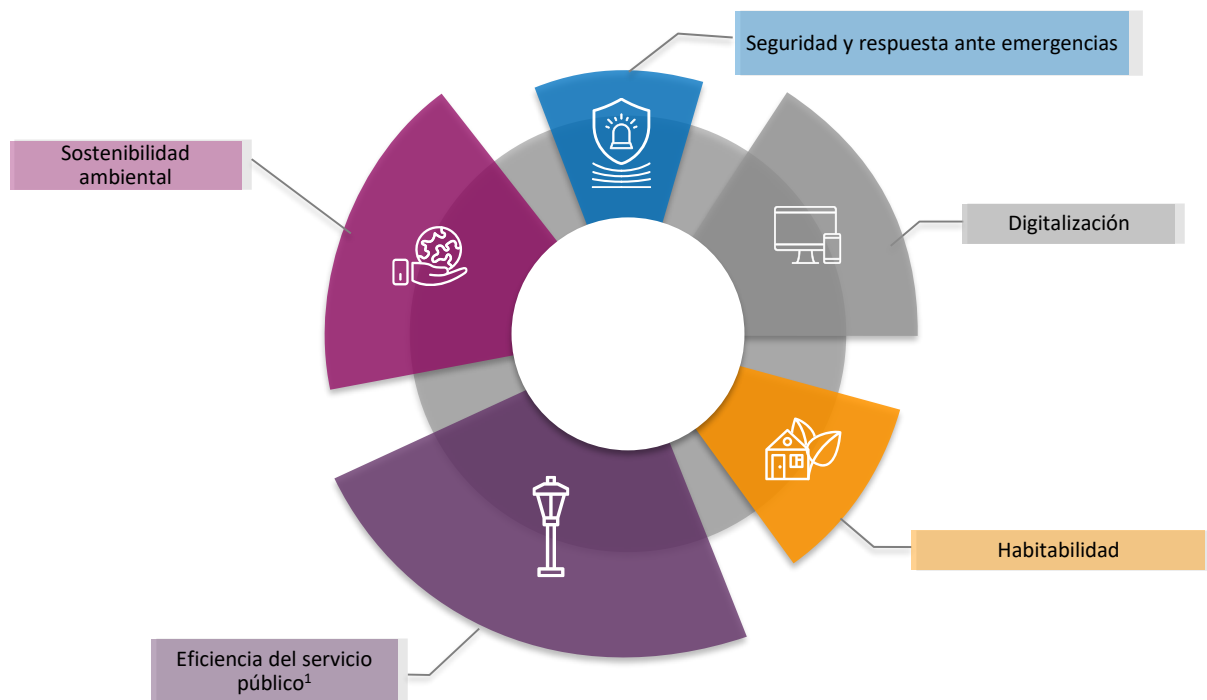 Seguridad y respuesta ante emergencias
Sostenibilidad
ambiental
Digitalización
Habitabilidad
Eficiencia del servicio
público¹